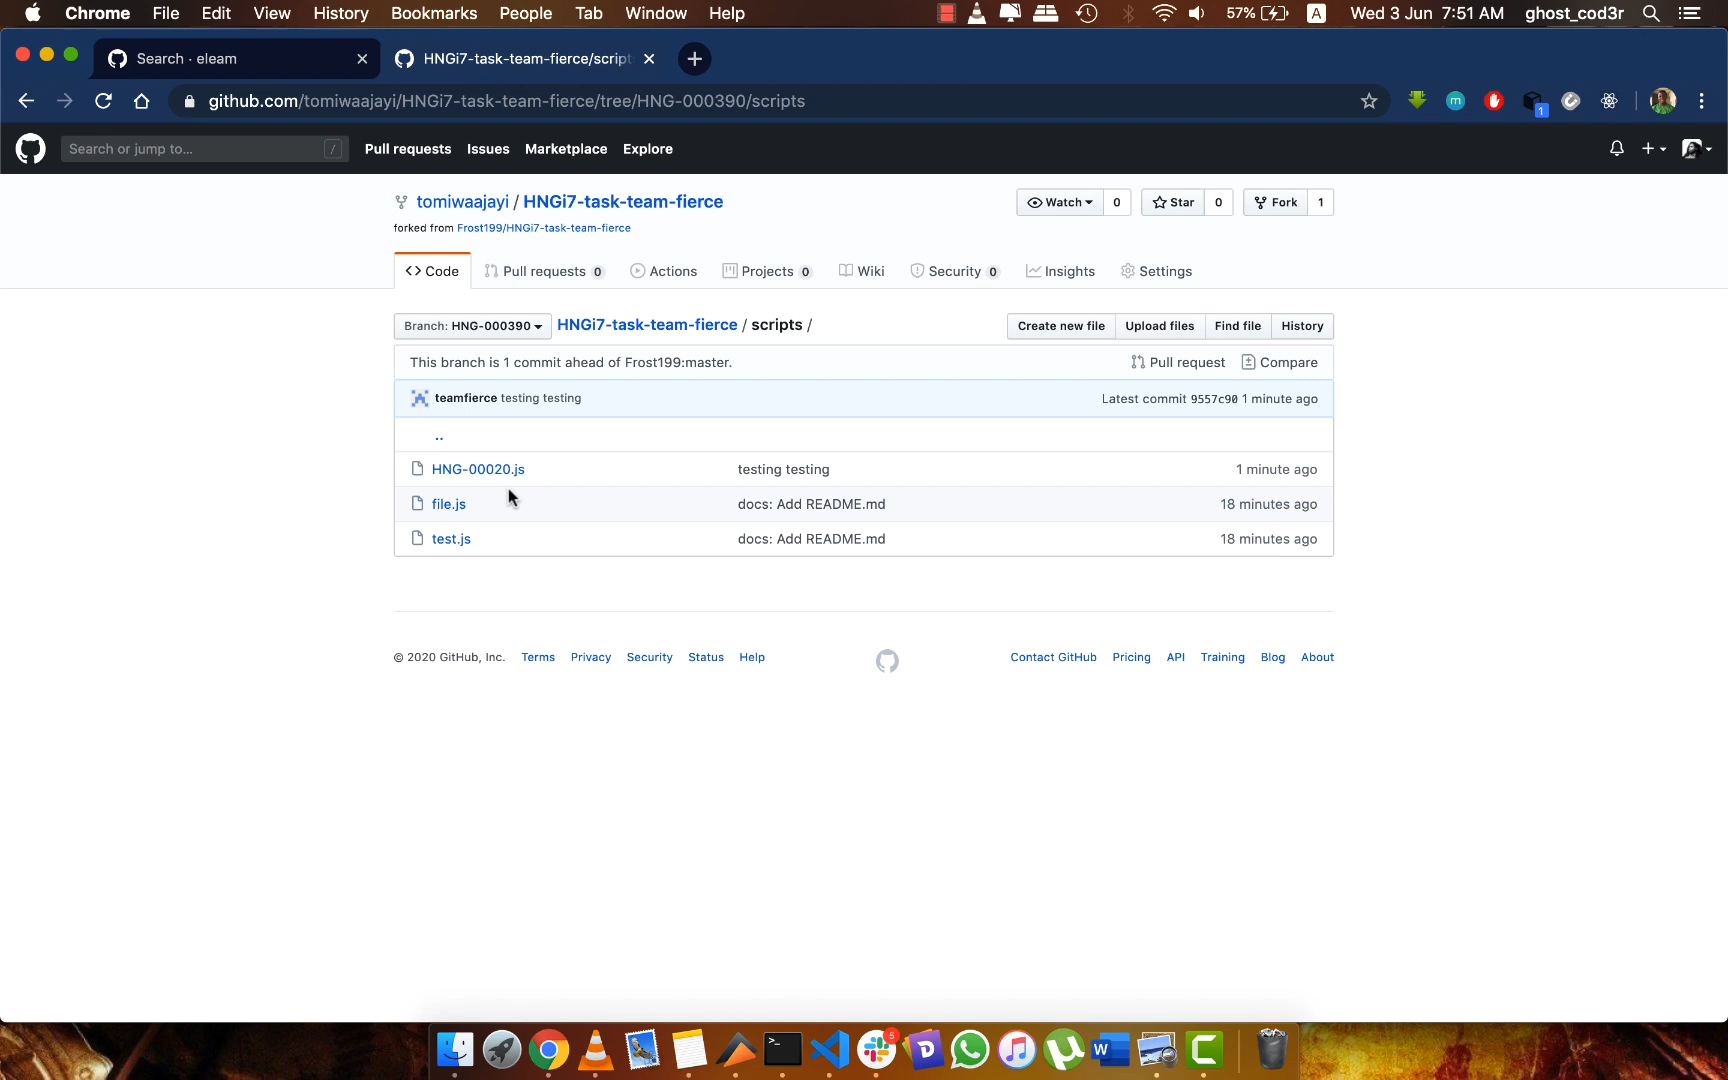 Chrome File Edit View History Bookmarks People Tab Window Help 57% A Wed 3 Jun 7:51 AM ghost_cod3r
Search · eleam HNGi7-task-team-fierce/script
github.com/tomiwaajayi/HNGi7-task-team-fierce/tree/HNG-000390/scripts m 1
Search or jump to... / Pull requests Issues Marketplace Explore
tomiwaajayi / HNGi7-task-team-fierce Watch 0 Star 0 Fork 1
forked from Frost199/HNGi7-task-team-fierce
Code Pull requests 0 Actions Projects 0 Wiki Security 0 Insights Settings
Branch: HNG-000390 HNGi7-task-team-fierce / scripts / Create new file Upload files Find file History
This branch is 1 commit ahead of Frost199:master. Pull request Compare
teamfierce testing testing Latest commit 9557c90 1 minute ago
..
HNG-00020.js testing testing 1 minute ago
file.js docs: Add README.md 18 minutes ago
test.js docs: Add README.md 18 minutes ago
© 2020 GitHub, Inc. Terms Privacy Security Status Help Contact GitHub Pricing API Training Blog About
>_ 5 D W C